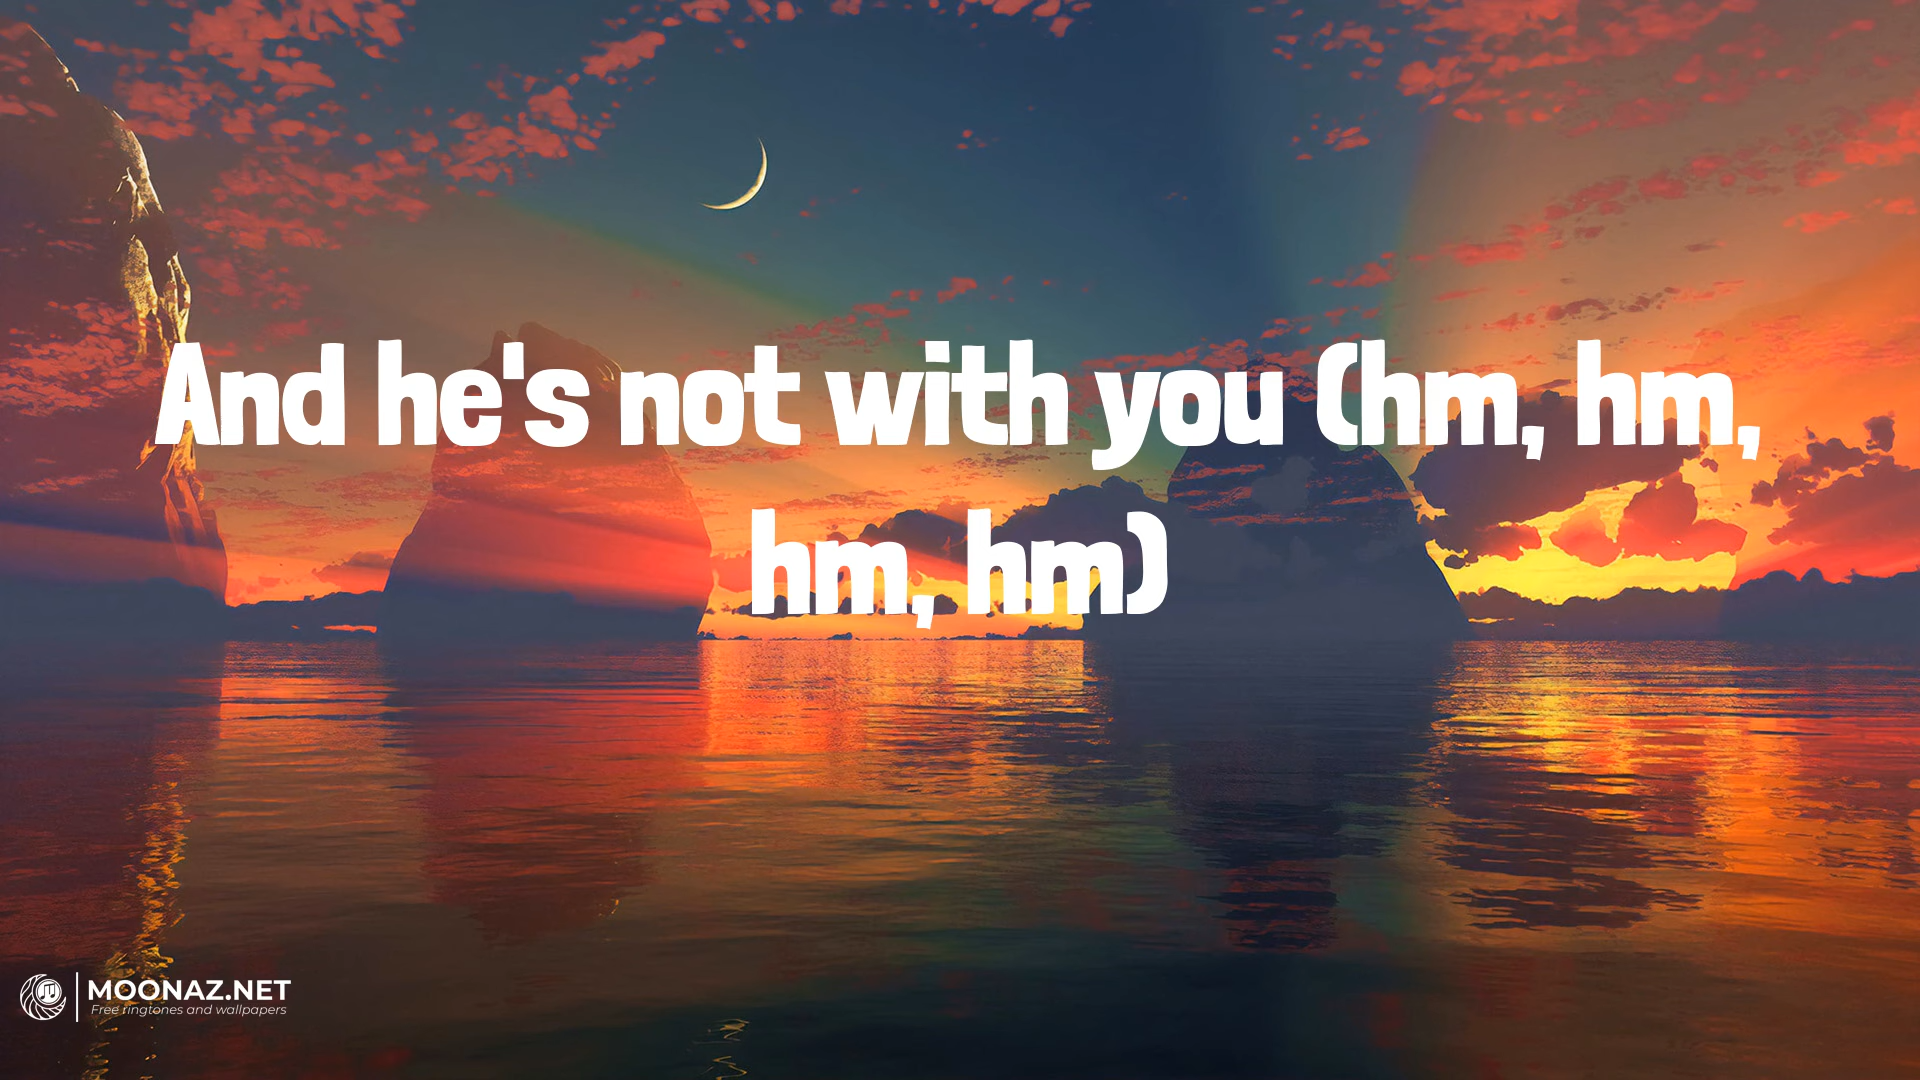 And he's not with you (hm, hm,
hm, hm)
MOONAZ.NET
Free ringtones and wallpapers